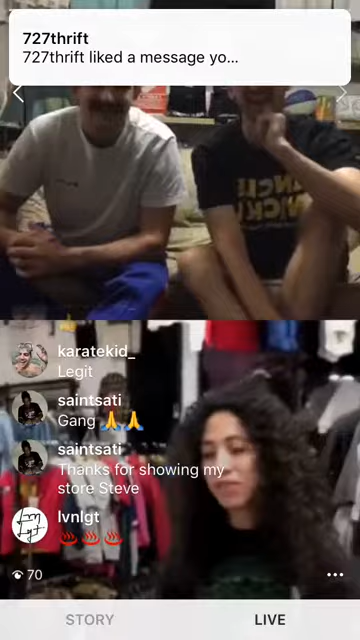 727thrift
727thrift liked a message yo...
karatekid_
Legit
saintsati
Gang 🙏🙏
saintsati
Thanks for showing my
store Steve
lvnlgt
♨️♨️♨️
70
STORY
LIVE